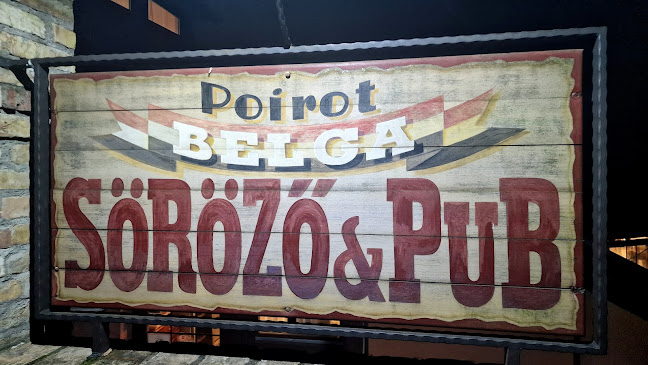 Poirot
BELGA
SÖRÖZŐ & PUB